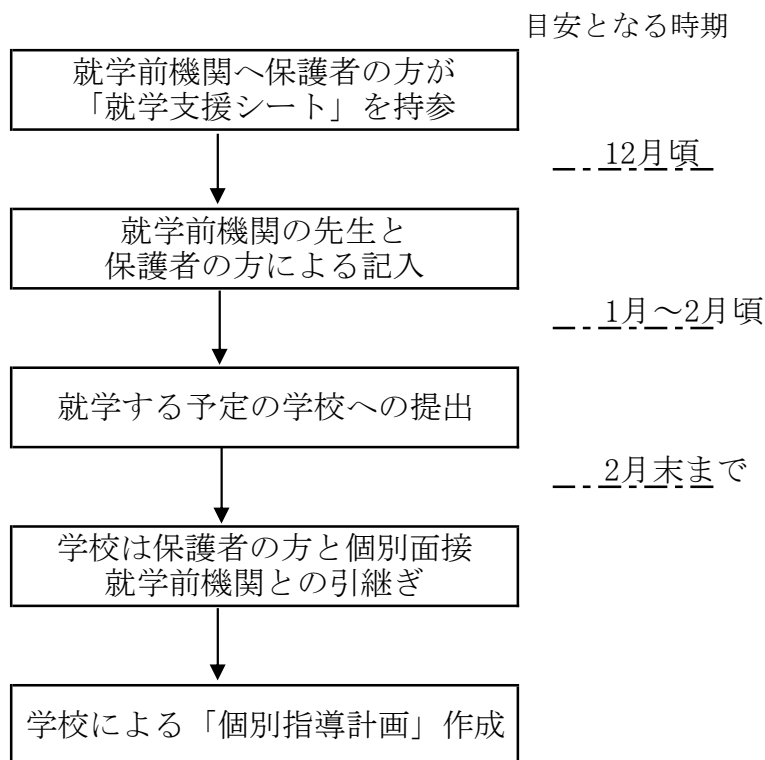 目安となる時期
就学前機関へ保護者の方が
「就学支援シート」を持参
12月頃
就学前機関の先生と
保護者の方による記入
1月～2月頃
就学する予定の学校への提出
2月末まで
学校は保護者の方と個別面接
就学前機関との引継ぎ
学校による「個別指導計画」作成